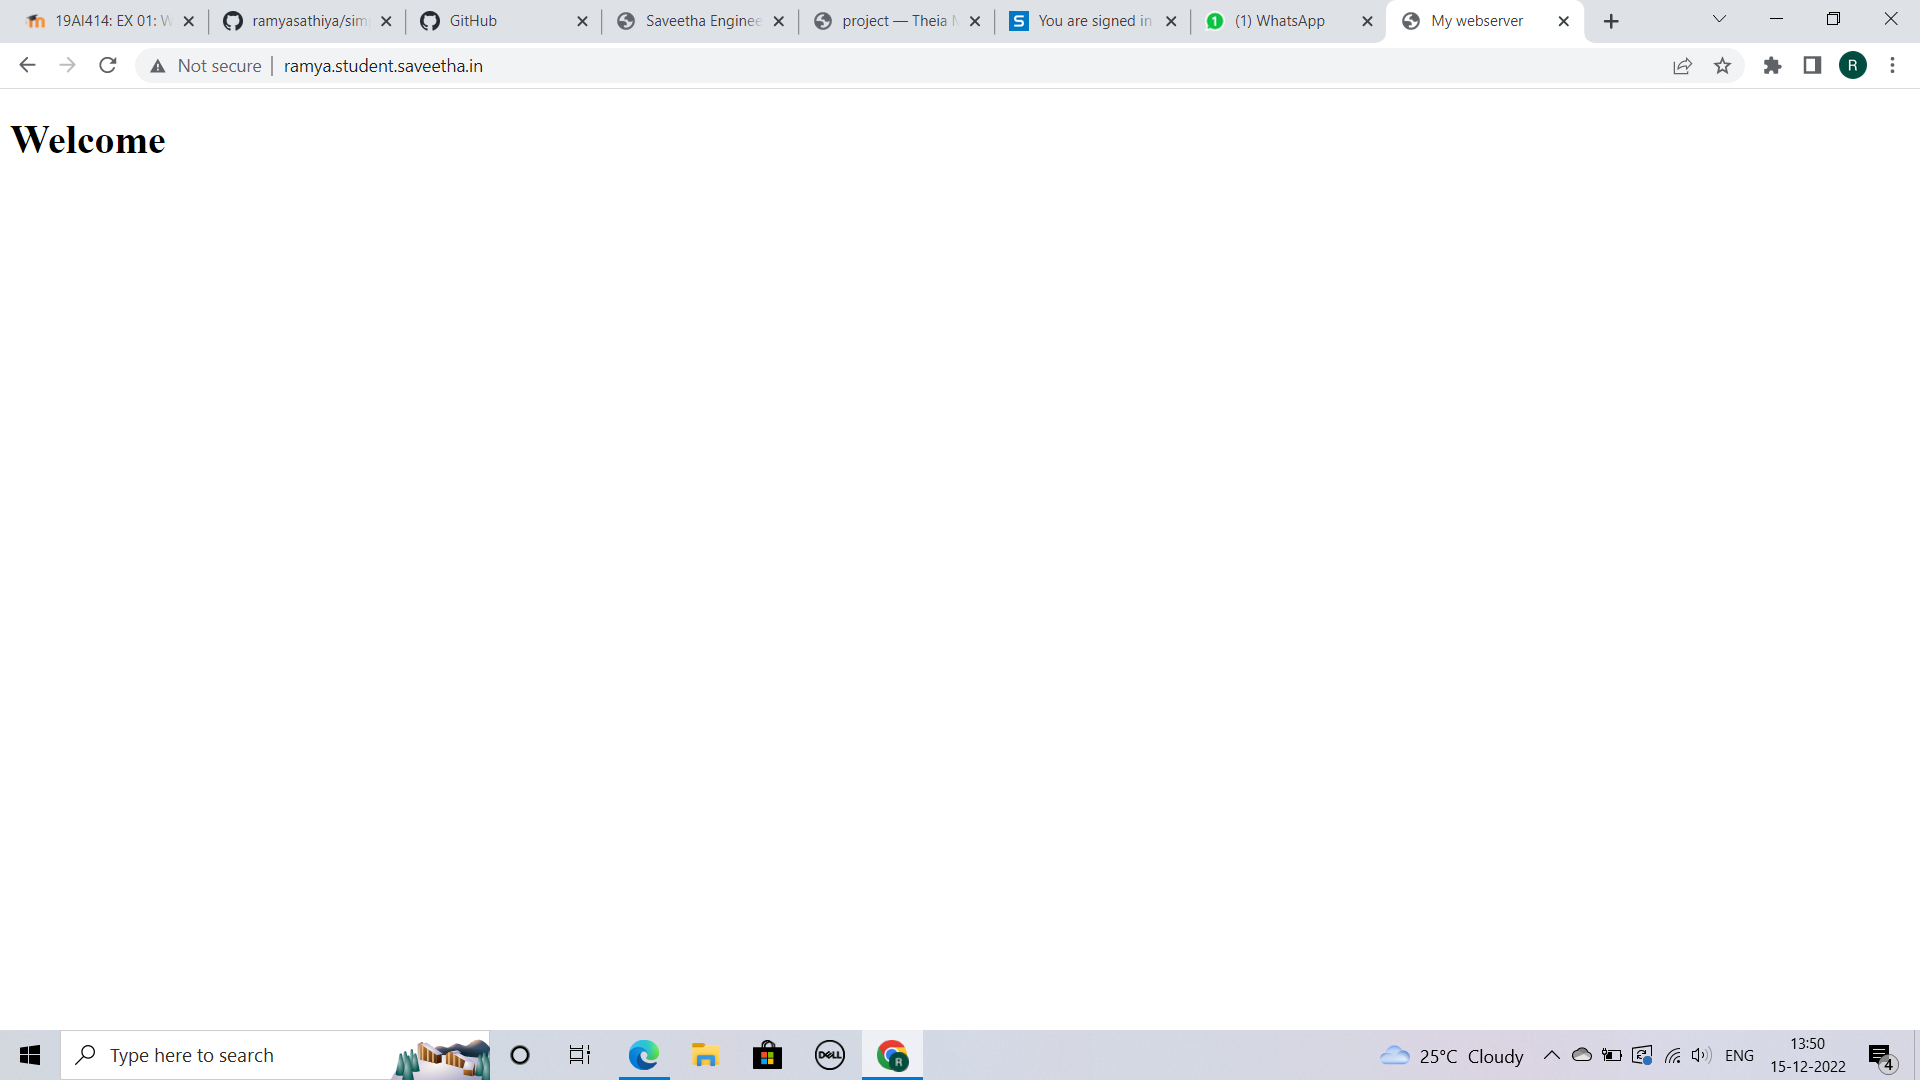 19AI414: EX 01: W
ramyasathiya/sim
GitHub
Saveetha Enginee
project — Theia
You are signed in
1
(1) WhatsApp
My webserver
Not secure
ramya.student.saveetha.in
R
Welcome
Type here to search
DELL
R
25°C Cloudy
ENG
13:50
15-12-2022
4